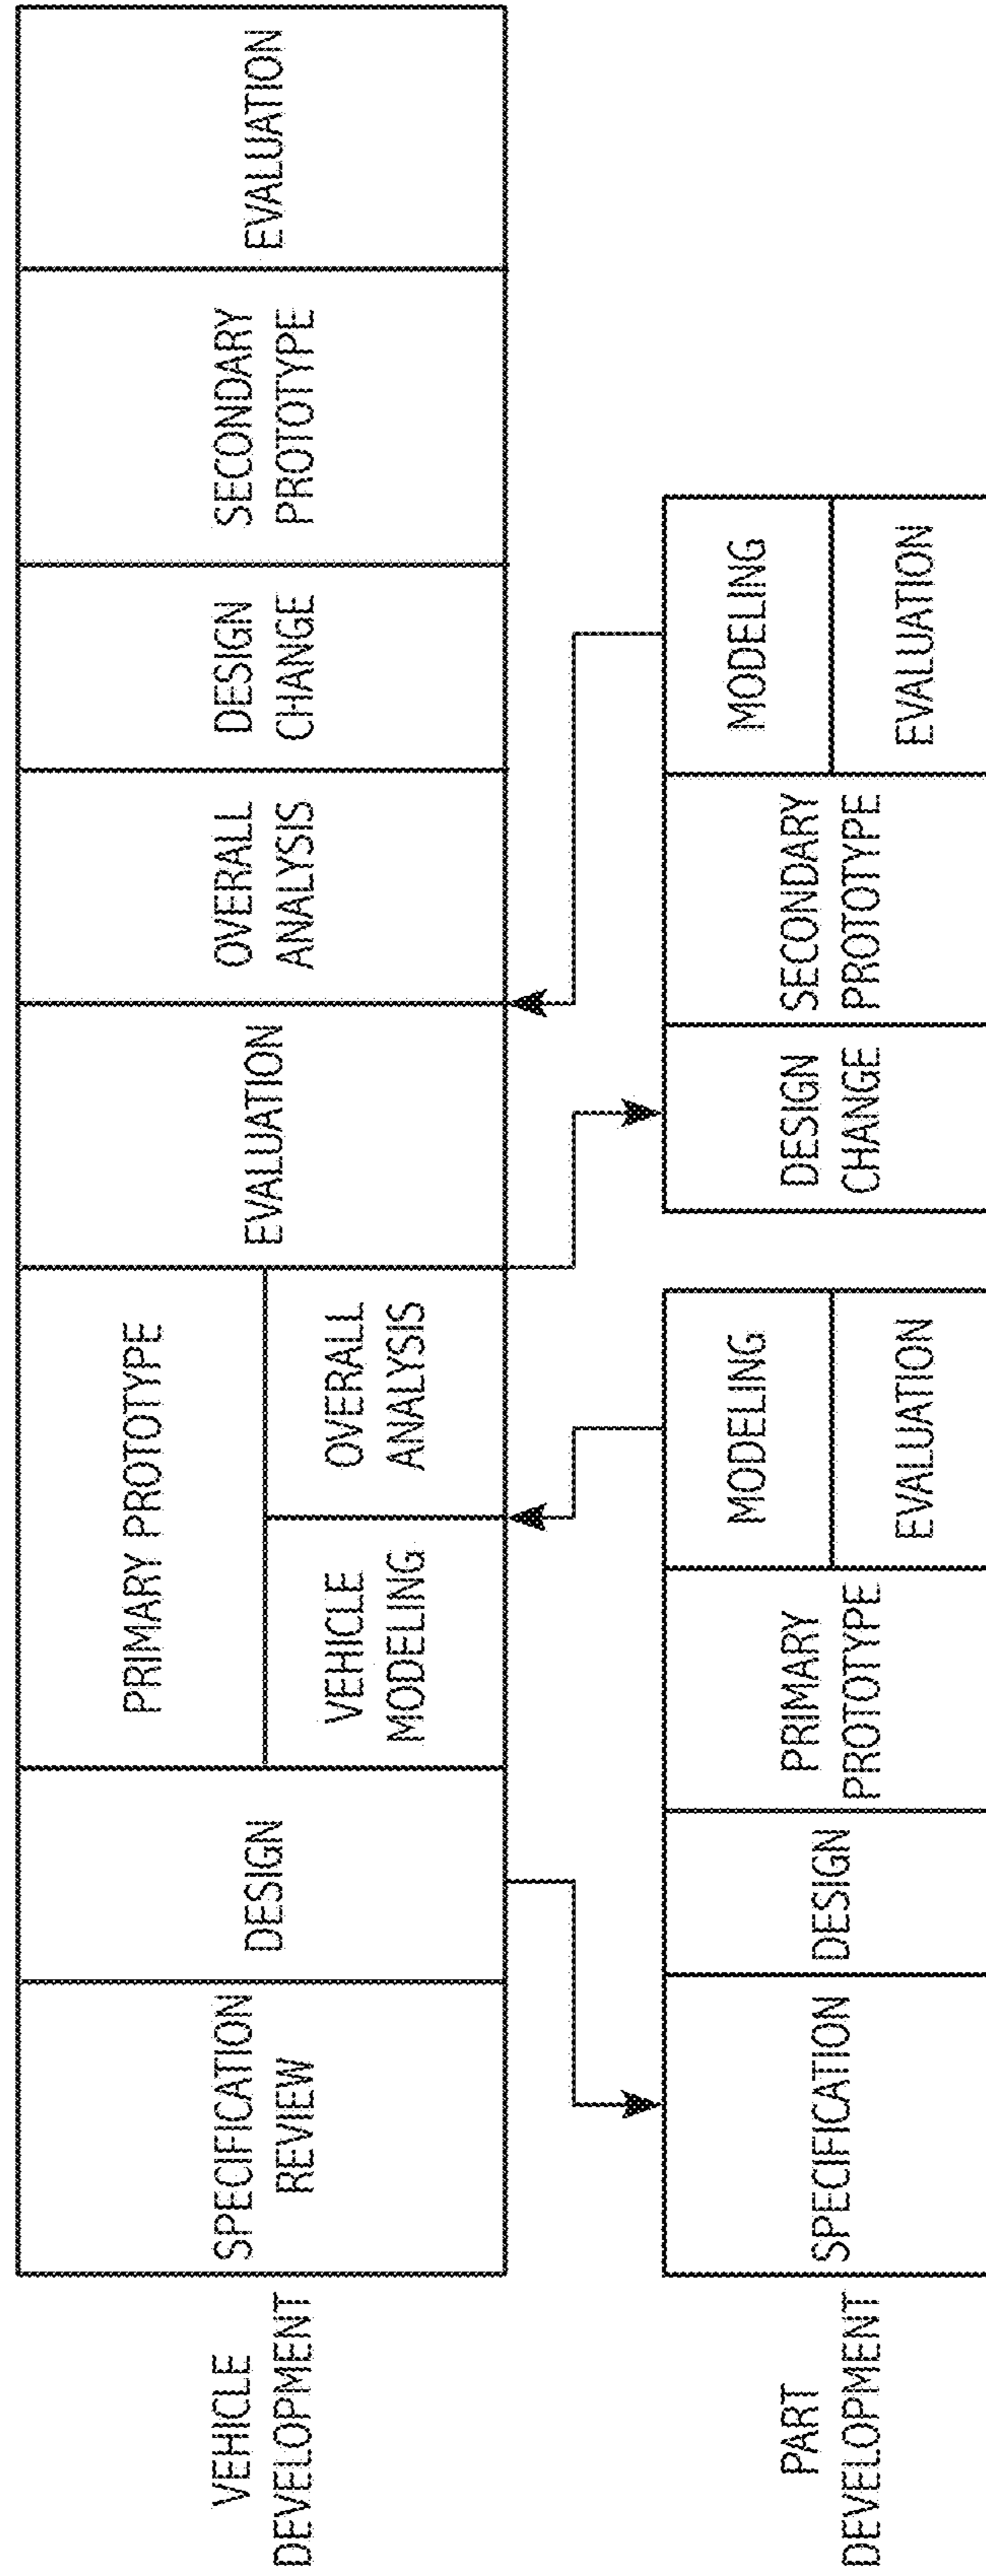 VEHICLE
DEVELOPMENT
SPECIFICATION
REVIEW
DESIGN
PRIMARY PROTOTYPE
VEHICLE
MODELING
OVERALL
ANALYSIS
EVALUATION
OVERALL
ANALYSIS
DESIGN
CHANGE
SECONDARY
PROTOTYPE
EVALUATION
PART
DEVELOPMENT
SPECIFICATION
DESIGN
PRIMARY
PROTOTYPE
MODELING
EVALUATION
DESIGN
CHANGE
SECONDARY
PROTOTYPE
MODELING
EVALUATION